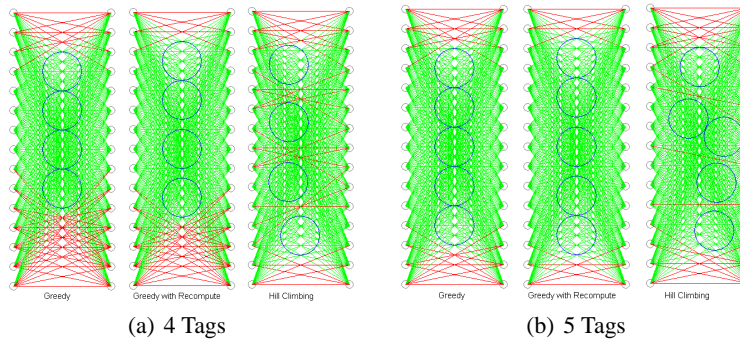 Greedy Greedy with Recompute Hill Climbing Greedy Greedy with Recompute Hill Climbing
(a) 4 Tags (b) 5 Tags